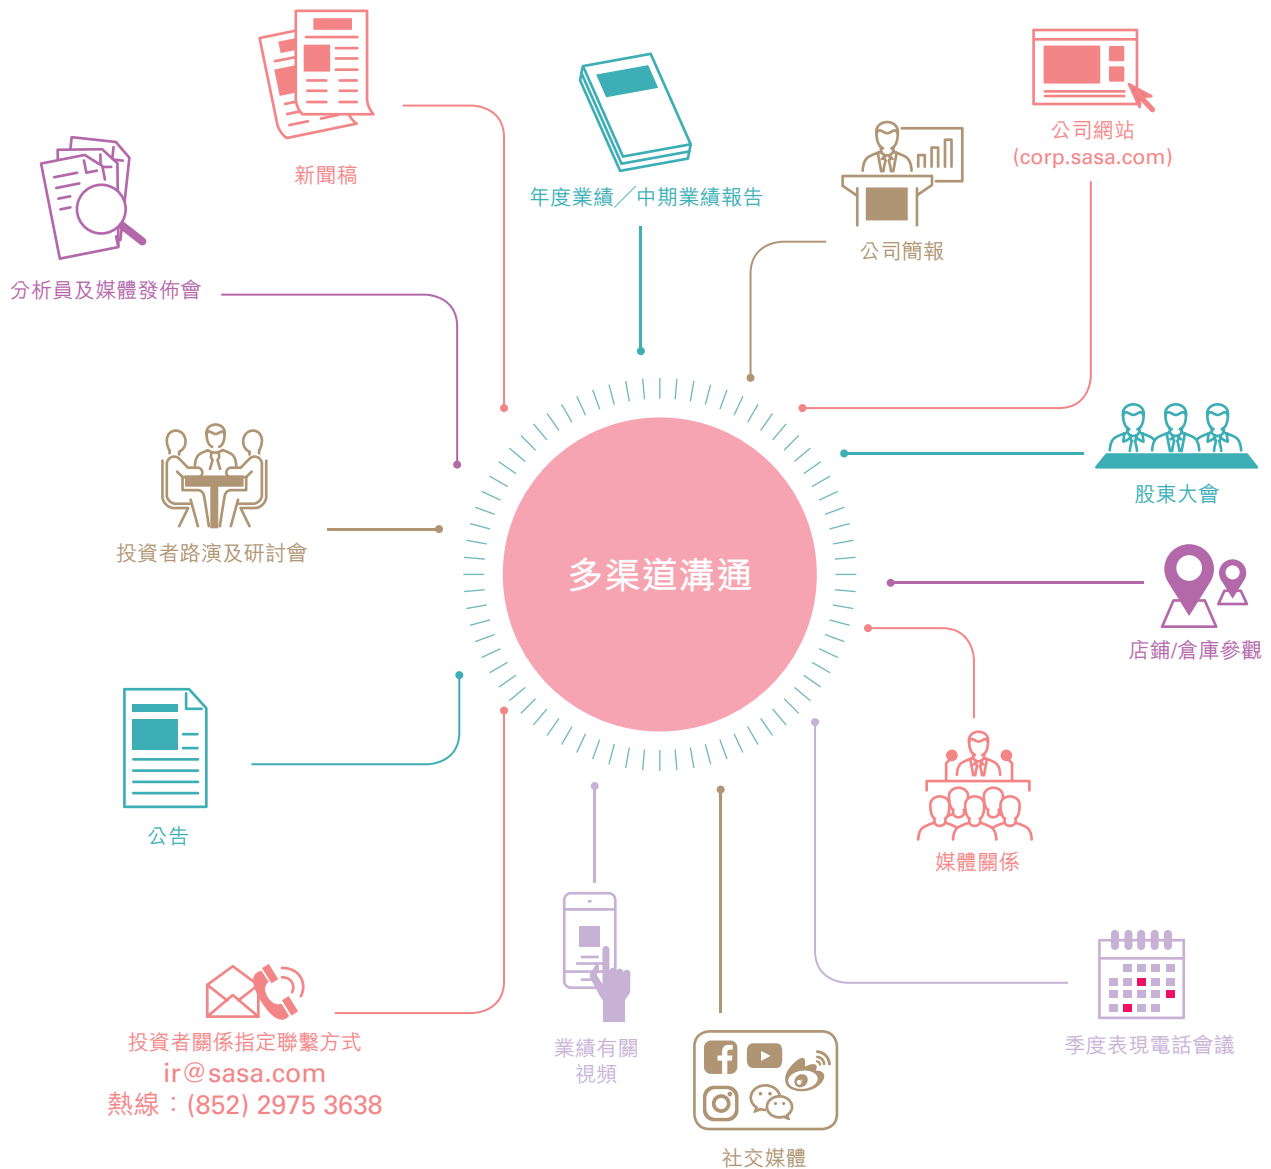 新聞稿
年度業績／中期業績報告
公司簡報
公司網站
(corp.sasa.com)
分析員及媒體發佈會
股東大會
投資者路演及研討會
多渠道溝通
店鋪/倉庫參觀
公告
媒體關係
投資者關係指定聯繫方式
ir@sasa.com
熱線：(852) 2975 3638
業績有關
視頻
社交媒體
季度表現電話會議